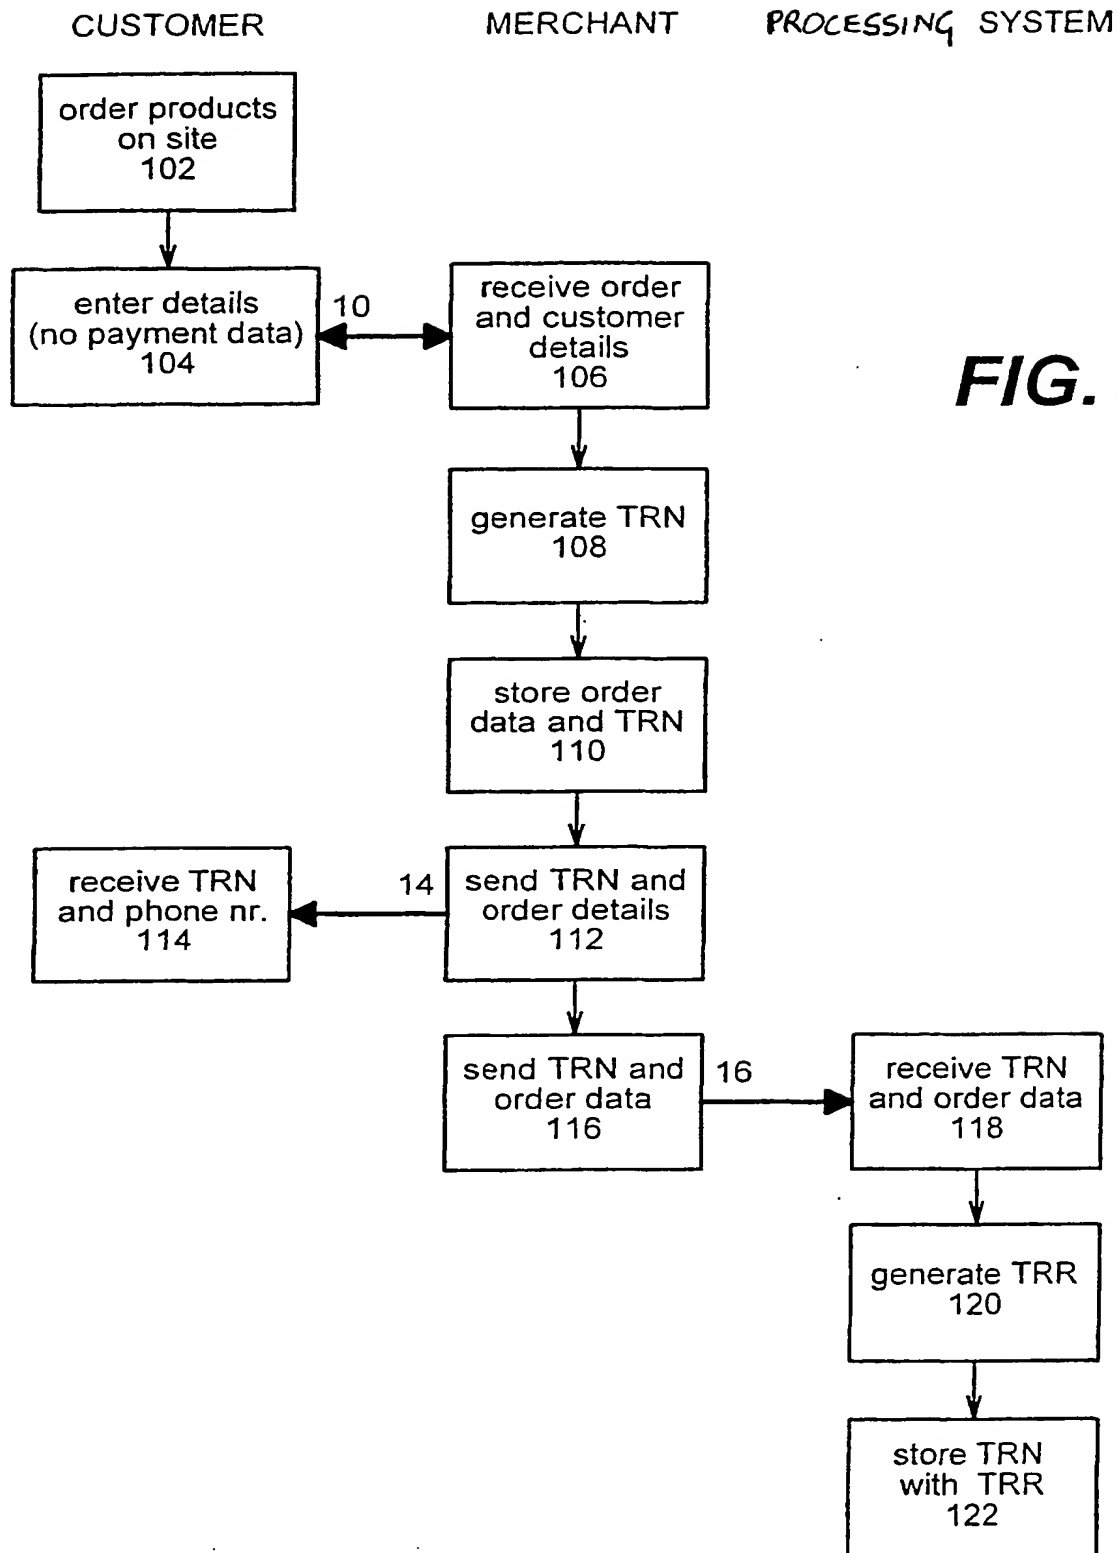 CUSTOMER
MERCHANT
PROCESSING SYSTEM
order products
on site
102
enter details
(no payment data)
104
10
receive order
and customer
details
106
FIG.
generate TRN
108
store order
data and TRN
110
receive TRN
and phone nr.
114
14
send TRN and
order details
112
send TRN and
order data
116
16
receive TRN
and order data
118
generate TRR
120
store TRN
with TRR
122